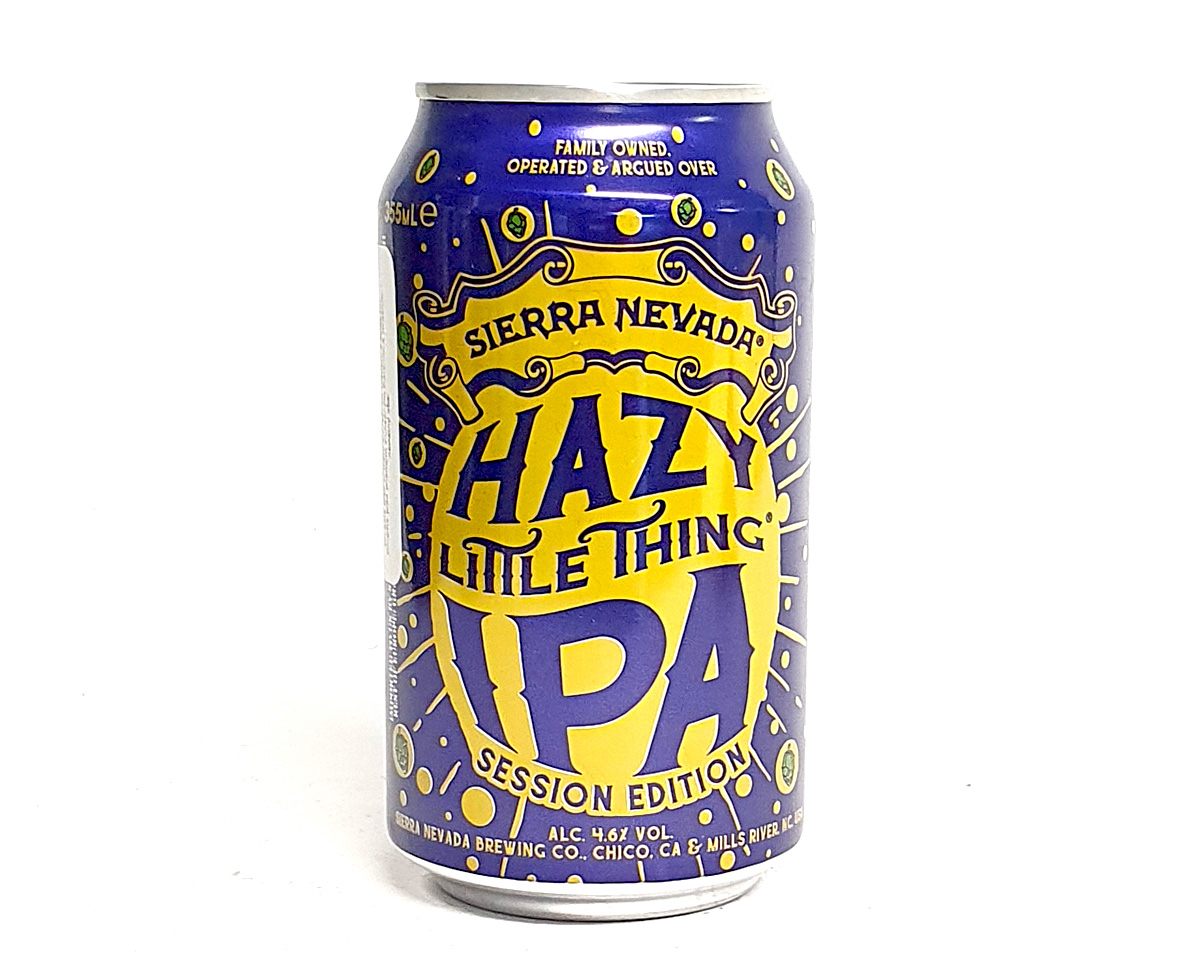 FAMILY OWNED,
OPERATED & ARGUED OVER
355ML e
SIERRA NEVADA®
HAZY
LITTLE THING®
IPA
SESSION EDITION
ALC. 4.6% VOL.
SIERRA NEVADA BREWING CO., CHICO, CA & MILLS RIVER, NC, USA